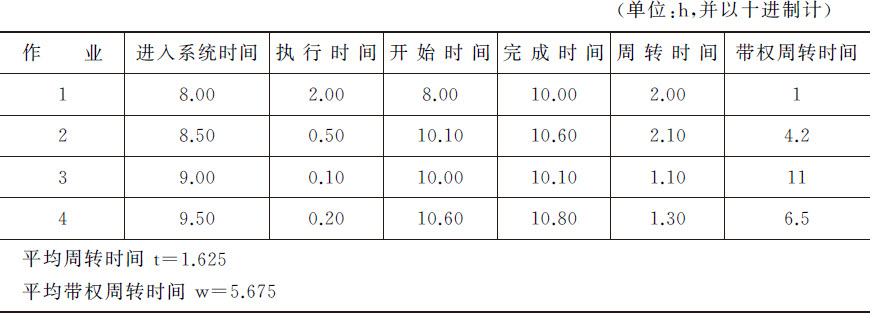 (单位:h,并以十进制计)
作 业 进入系统时间 执行时间 开始时间 完成时间 周转时间 带权周转时间
1 8.00 2.00 8.00 10.00 2.00 1
2 8.50 0.50 10.10 10.60 2.10 4.2
3 9.00 0.10 10.00 10.10 1.10 11
4 9.50 0.20 10.60 10.80 1.30 6.5
平均周转时间 t=1.625
平均带权周转时间 w=5.675